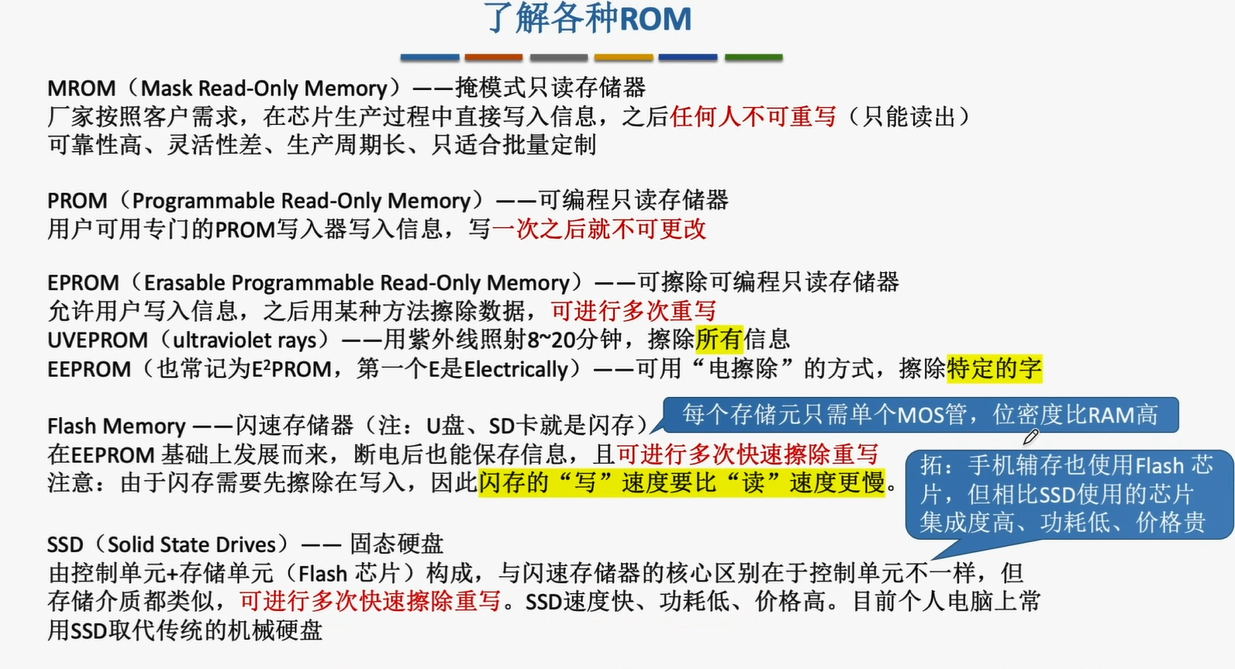 了解各种ROM
MROM（Mask Read-Only Memory）——掩模式只读存储器
厂家按照客户需求，在芯片生产过程中直接写入信息，之后任何人不可重写（只能读出）
可靠性高、灵活性差、生产周期长、只适合批量定制
PROM（Programmable Read-Only Memory）——可编程只读存储器
用户可用专门的PROM写入器写入信息，写一次之后就不可更改
EPROM（Erasable Programmable Read-Only Memory）——可擦除可编程只读存储器
允许用户写入信息，之后用某种方法擦除数据，可进行多次重写
UVEPROM（ultraviolet rays）——用紫外线照射8~20分钟，擦除所有信息
EEPROM（也常记为E²PROM，第一个E是Electrically）——可用“电擦除”的方式，擦除特定的字
每个存储元只需单个MOS管，位密度比RAM高
Flash Memory ——闪速存储器（注：U盘、SD卡就是闪存）
在EEPROM 基础上发展而来，断电后也能保存信息，且可进行多次快速擦除重写
注意：由于闪存需要先擦除在写入，因此闪存的“写”速度要比“读”速度更慢。
拓：手机辅存也使用Flash 芯
片，但相比SSD使用的芯片
集成度高、功耗低、价格贵
SSD（Solid State Drives）—— 固态硬盘
由控制单元+存储单元（Flash 芯片）构成，与闪速存储器的核心区别在于控制单元不一样，但
存储介质都类似，可进行多次快速擦除重写。SSD速度快、功耗低、价格高。目前个人电脑上常
用SSD取代传统的机械硬盘